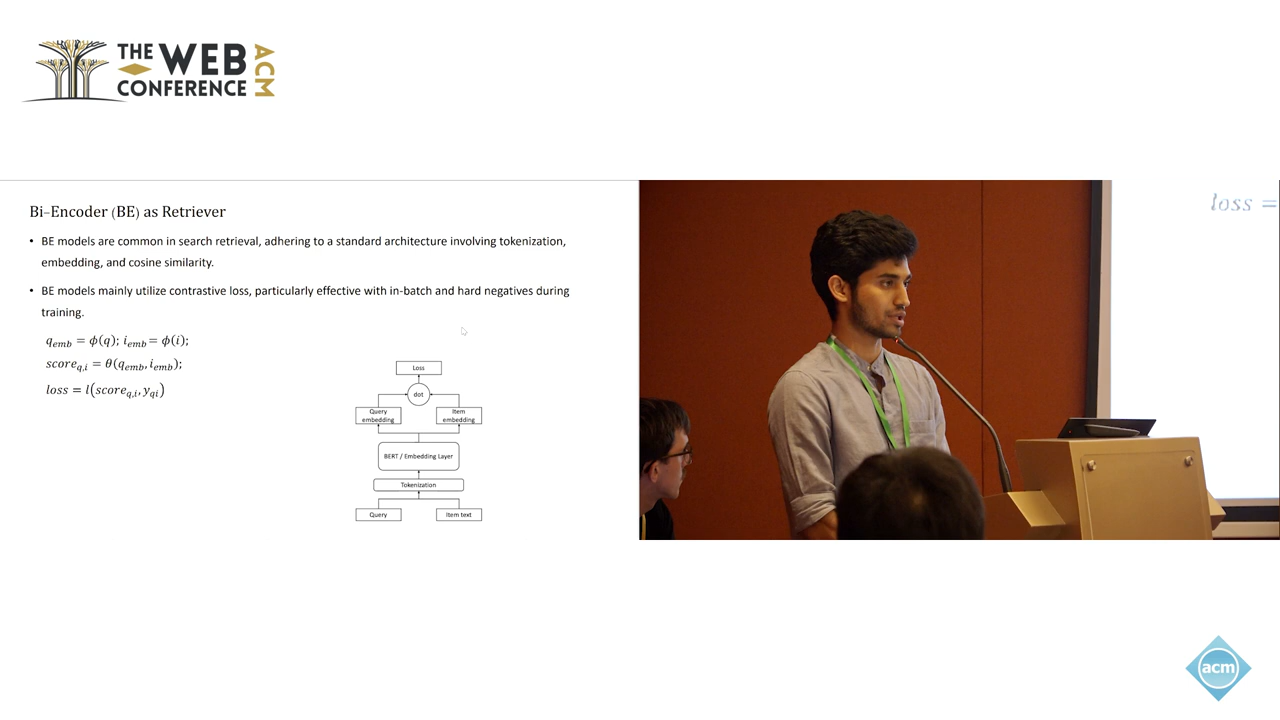 THE WEB
CONFERENCE
ACM
Bi-Encoder (BE) as Retriever
• BE models are common in search retrieval, adhering to a standard architecture involving tokenization,
embedding, and cosine similarity.
• BE models mainly utilize contrastive loss, particularly effective with in-batch and hard negatives during
training.
q_emb = ϕ(q); i_emb = ϕ(i);
score_q,i = θ(q_emb, i_emb);
loss = l(score_q,i, y_qi)
Loss
dot
Query
embedding
Item
embedding
BERT / Embedding Layer
Tokenization
Query
Item text
loss =
acm